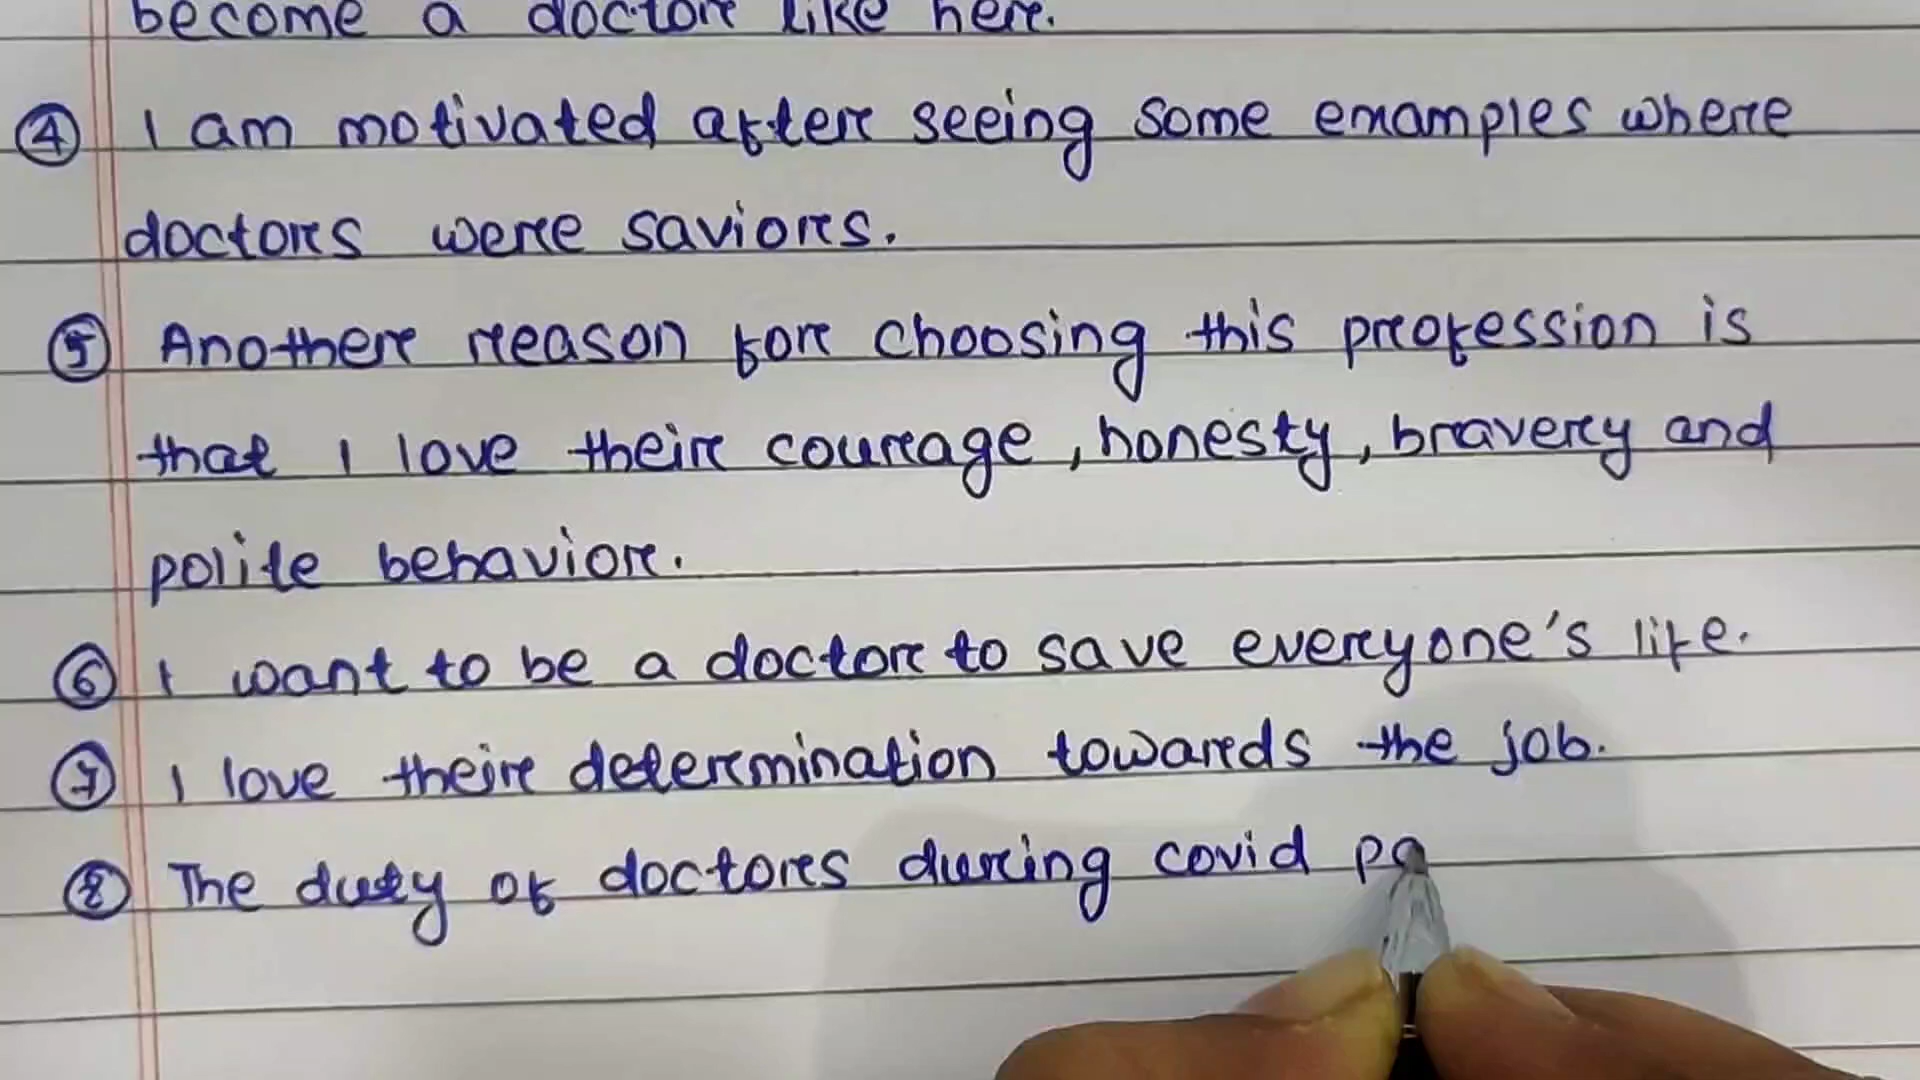 become a doctor like her.
④ I am motivated after seeing some examples where
doctors were saviors.
⑤ Another reason for choosing this profession is
that I love their courage, honesty, bravery and
polite behavior.
⑥ I want to be a doctor to save everyone's life.
⑦ I love their determination towards the job.
⑧ The duty of doctors during covid pa